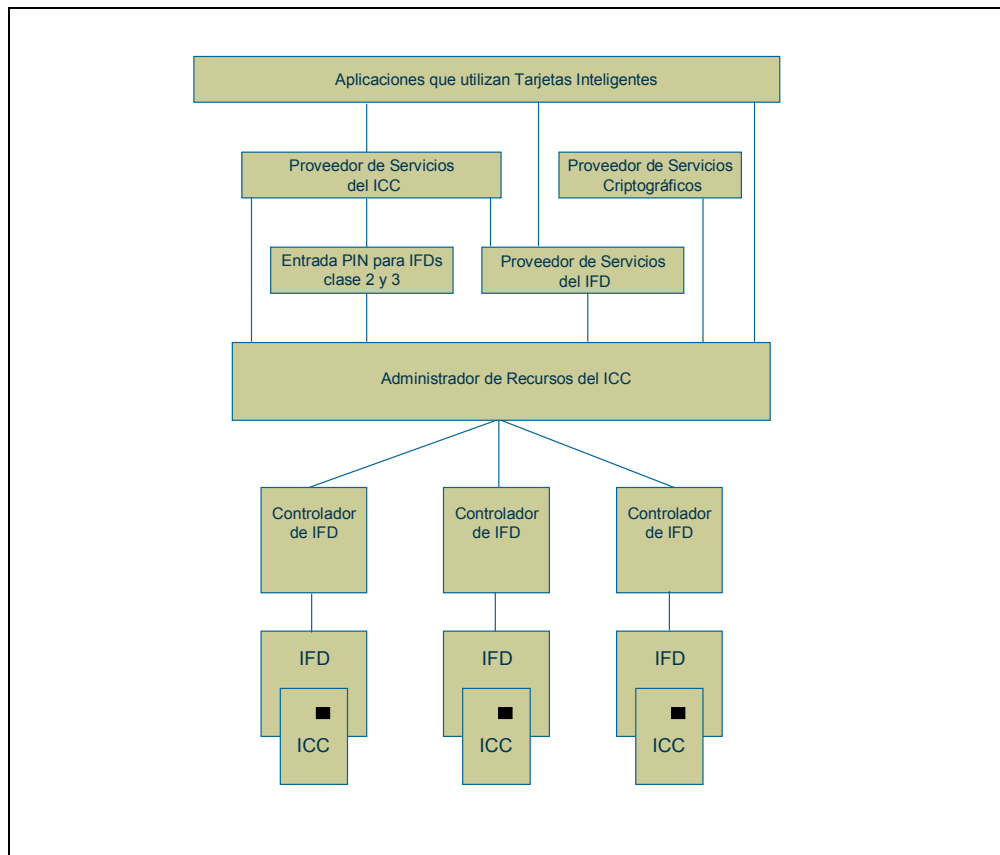 Aplicaciones que utilizan Tarjetas Inteligentes
Proveedor de Servicios
del ICC
Proveedor de Servicios
Criptográficos
Entrada PIN para IFDs
clase 2 y 3
Proveedor de Servicios
del IFD
Administrador de Recursos del ICC
Controlador
de IFD
Controlador
de IFD
Controlador
de IFD
IFD
IFD
IFD
ICC
ICC
ICC